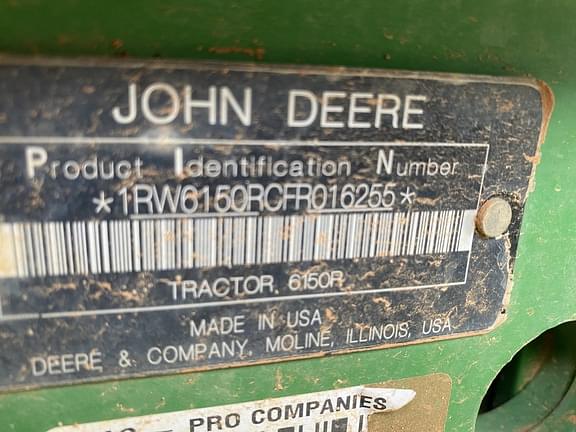 JOHN DEERE
Product Identification Number
*1RW6150RCFR016255*
TRACTOR, 6150R
MADE IN USA
DEERE & COMPANY, MOLINE, ILLINOIS, USA
PRO COMPANIES